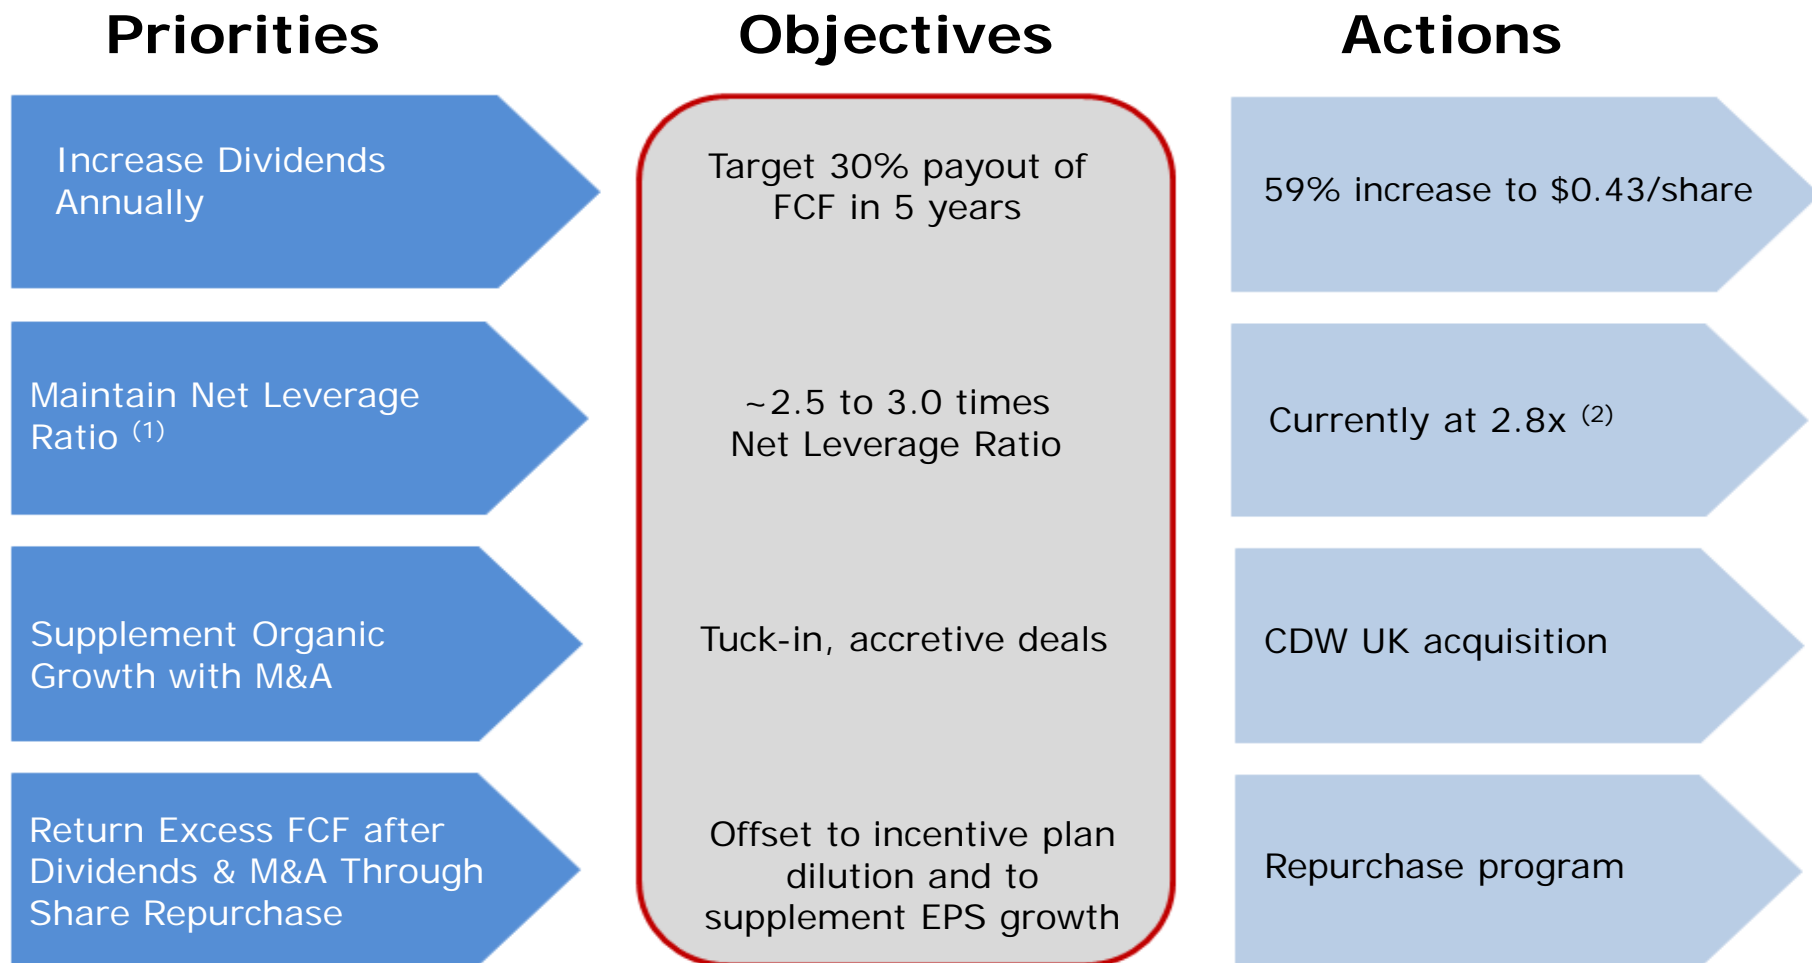 Priorities
Objectives
Actions
Increase Dividends
Annually
Target 30% payout of
FCF in 5 years
59% increase to $0.43/share
Maintain Net Leverage
Ratio (1)
~2.5 to 3.0 times
Net Leverage Ratio
Currently at 2.8x (2)
Supplement Organic
Growth with M&A
Tuck-in, accretive deals
CDW UK acquisition
Return Excess FCF after
Dividends & M&A Through
Share Repurchase
Offset to incentive plan
dilution and to
supplement EPS growth
Repurchase program